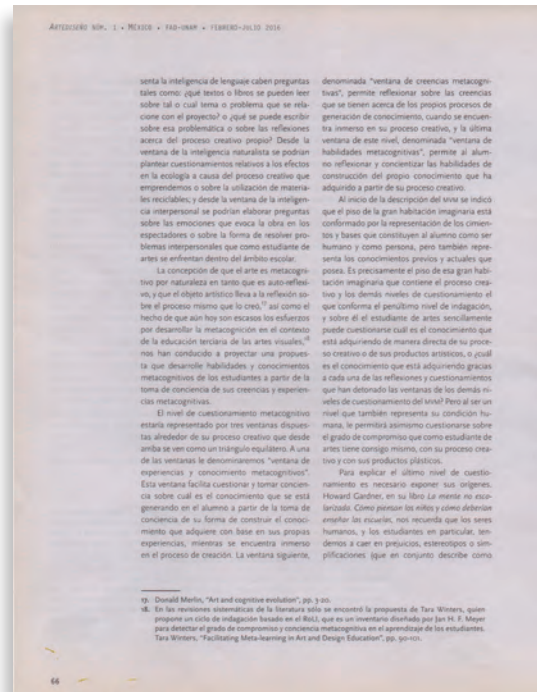 ARTEDISEÑO NÚM. 1 • MÉXICO • FAD-UNAM • FEBRERO-JULIO 2016
senta la inteligencia de lenguaje caben preguntas
tales como: ¿qué textos o libros se pueden leer
sobre tal o cual tema o problema que se rela-
cione con el proyecto? o ¿qué se puede escribir
sobre esa problemática o sobre las reflexiones
acerca del proceso creativo propio? Desde la
ventana de la inteligencia naturalista se podrían
plantear cuestionamientos relativos a los efectos
en la ecología a causa del proceso creativo que
emprendemos o sobre la utilización de materia-
les reciclables; y desde la ventana de la inteligen-
cia interpersonal se podrían elaborar preguntas
sobre las emociones que evoca la obra en los
espectadores o sobre la forma de resolver pro-
blemas interpersonales que como estudiante de
artes se enfrentan dentro del ámbito escolar.
La concepción de que el arte es metacogni-
tivo por naturaleza en tanto que es auto-reflexi-
vo, y que el objeto artístico lleva a la reflexión so-
bre el proceso mismo que lo creó,17 así como el
hecho de que aún hoy son escasos los esfuerzos
por desarrollar la metacognición en el contexto
de la educación terciaria de las artes visuales,18
nos han conducido a proyectar una propues-
ta que desarrolle habilidades y conocimientos
metacognitivos de los estudiantes a partir de la
toma de conciencia de sus creencias y experien-
cias metacognitivas.
El nivel de cuestionamiento metacognitivo
estaría representado por tres ventanas dispues-
tas alrededor de su proceso creativo que desde
arriba se ven como un triángulo equilátero. A una
de las ventanas le denominaremos "ventana de
experiencias y conocimiento metacognitivos".
Esta ventana facilita cuestionar y tomar concien-
cia sobre cuál es el conocimiento que se está
generando en el alumno a partir de la toma de
conciencia de su forma de construir el conoci-
miento que adquiere con base en sus propias
experiencias, mientras se encuentra inmerso
en el proceso de creación. La ventana siguiente,
denominada "ventana de creencias metacogni-
tivas", permite reflexionar sobre las creencias
que se tienen acerca de los propios procesos de
generación de conocimiento, cuando se encuen-
tra inmerso en su proceso creativo, y la última
ventana de este nivel, denominada "ventana de
habilidades metacognitivas", permite al alum-
no reflexionar y concientizar las habilidades de
construcción del propio conocimiento que ha
adquirido a partir de su proceso creativo.
Al inicio de la descripción del MVM se indicó
que el piso de la gran habitación imaginaria está
conformado por la representación de los cimien-
tos y bases que constituyen al alumno como ser
humano y como persona, pero también repre-
senta los conocimientos previos y actuales que
posea. Es precisamente el piso de esa gran habi-
tación imaginaria que contiene el proceso crea-
tivo y los demás niveles de cuestionamiento el
que conforma el penúltimo nivel de indagación,
y sobre él el estudiante de artes sencillamente
puede cuestionarse cuál es el conocimiento que
está adquiriendo de manera directa de su proce-
so creativo o de sus productos artísticos, o ¿cuál
es el conocimiento que está adquiriendo gracias
a cada una de las reflexiones y cuestionamientos
que han detonado las ventanas de los demás ni-
veles de cuestionamiento del MVM? Pero al ser un
nivel que también representa su condición hu-
mana, le permitirá asimismo cuestionarse sobre
el grado de compromiso que como estudiante de
artes tiene consigo mismo, con su proceso crea-
tivo y con sus productos plásticos.
Para explicar el último nivel de cuestio-
namiento es necesario exponer sus orígenes.
Howard Gardner, en su libro La mente no esco-
larizada. Cómo piensan los niños y cómo deberían
enseñar las escuelas, nos recuerda que los seres
humanos, y los estudiantes en particular, ten-
demos a caer en prejuicios, estereotipos o sim-
plificaciones (que en conjunto describe como
17. Donald Merlin, "Art and cognitive evolution", pp. 3-20.
18. En las revisiones sistemáticas de la literatura sólo se encontró la propuesta de Tara Winters, quien
propone un ciclo de indagación basado en el RoLI, que es un inventario diseñado por Jan H. F. Meyer
para detectar el grado de compromiso y conciencia metacognitiva en el aprendizaje de los estudiantes.
Tara Winters, "Facilitating Meta-learning in Art and Design Education", pp. 90-101.
66